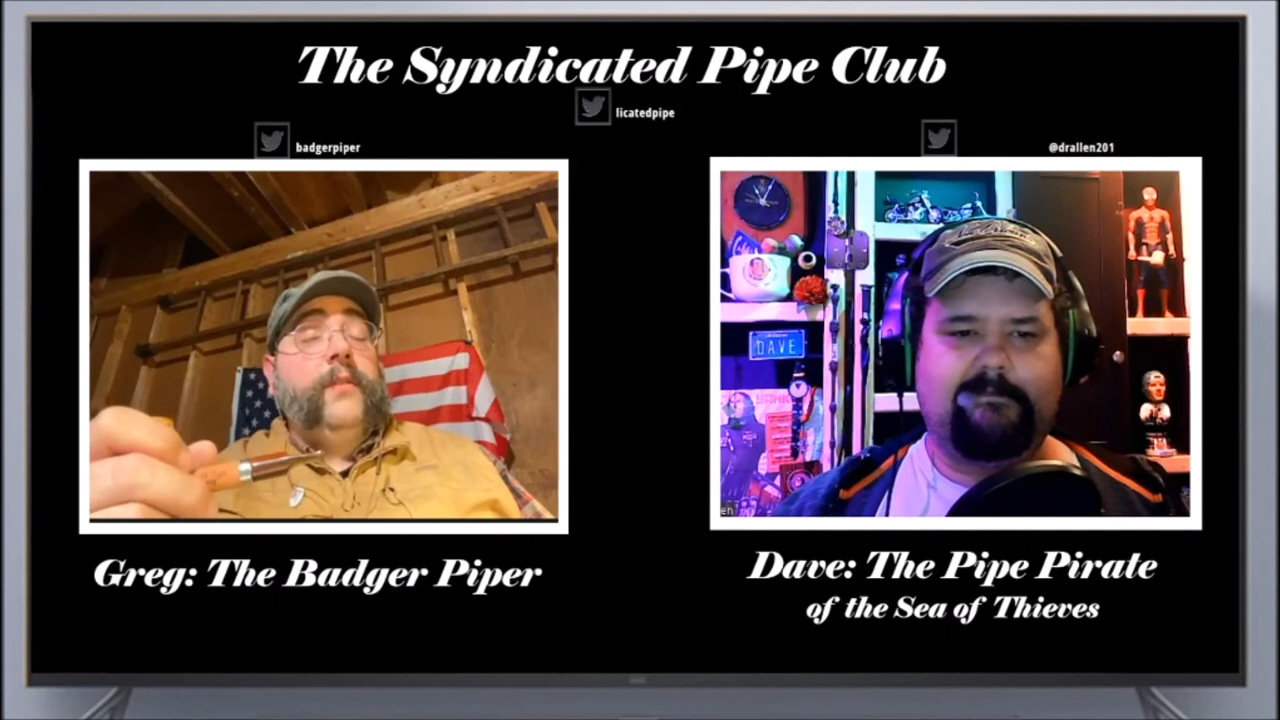 The Syndicated Pipe Club
licatedpipe
badgerpiper
@drallen201
DAVE
en
Greg: The Badger Piper
Dave: The Pipe Pirate
of the Sea of Thieves